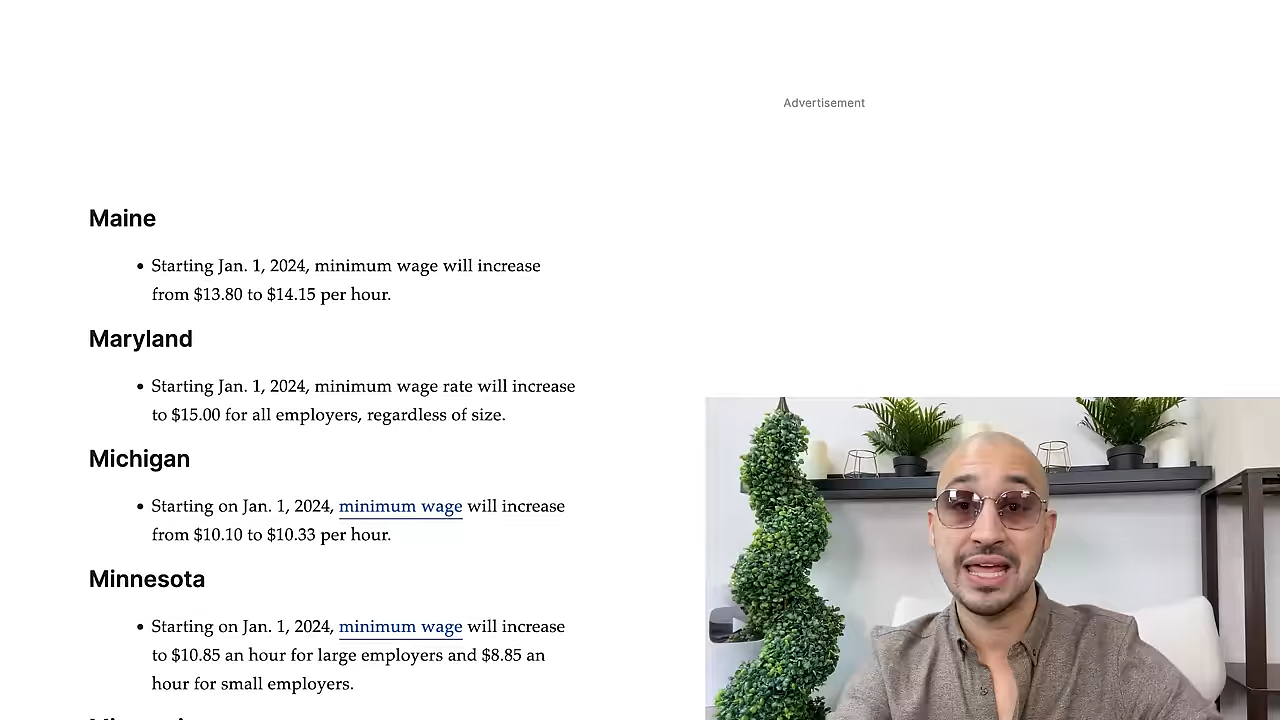 Advertisement
Maine
• Starting Jan. 1, 2024, minimum wage will increase
from $13.80 to $14.15 per hour.
Maryland
• Starting Jan. 1, 2024, minimum wage rate will increase
to $15.00 for all employers, regardless of size.
Michigan
• Starting on Jan. 1, 2024, minimum wage will increase
from $10.10 to $10.33 per hour.
Minnesota
• Starting on Jan. 1, 2024, minimum wage will increase
to $10.85 an hour for large employers and $8.85 an
hour for small employers.